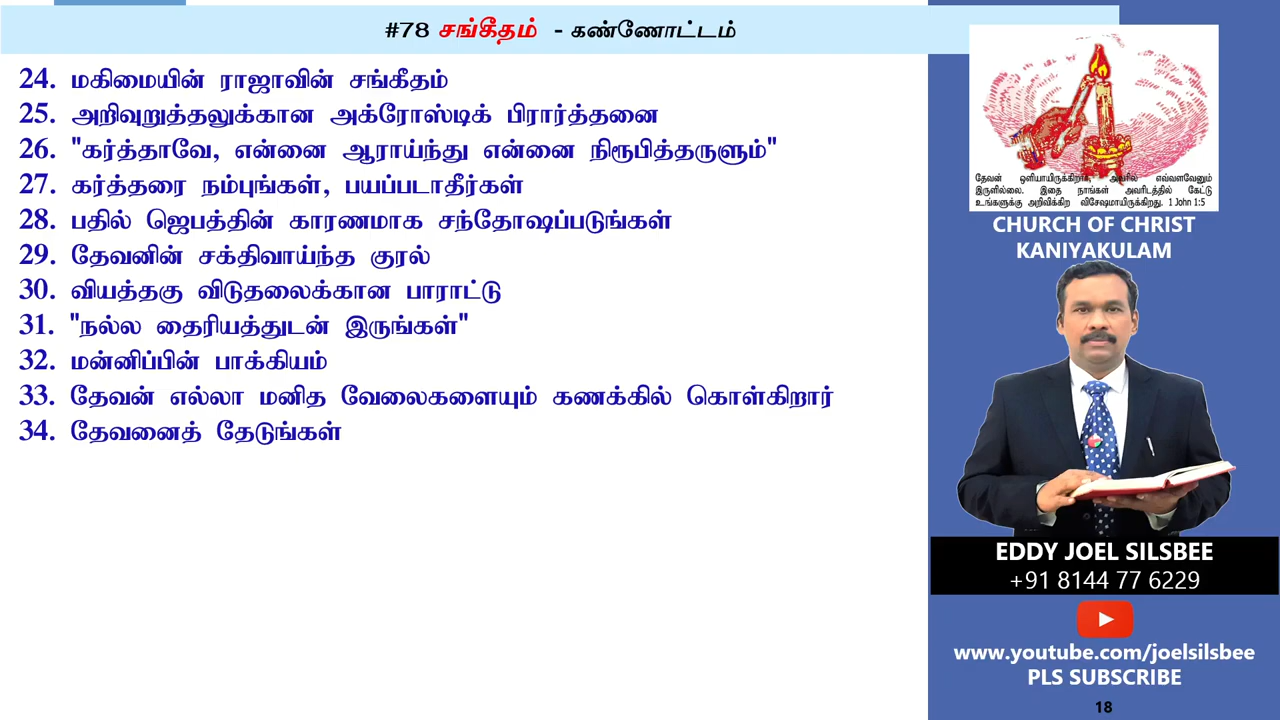 #78 சங்கீதம் - கண்ணோட்டம்
24. மகிமையின் ராஜாவின் சங்கீதம்
25. அறிவுறுத்தலுக்கான அக்ரோஸ்டிக் பிரார்த்தனை
26. "கர்த்தாவே, என்னை ஆராய்ந்து என்னை நிரூபித்தருளும்"
27. கர்த்தரை நம்புங்கள், பயப்படாதீர்கள்
28. பதில் ஜெபத்தின் காரணமாக சந்தோஷப்படுங்கள்
29. தேவனின் சக்திவாய்ந்த குரல்
30. வியத்தகு விடுதலைக்கான பாராட்டு
31. "நல்ல தைரியத்துடன் இருங்கள்"
32. மன்னிப்பின் பாக்கியம்
33. தேவன் எல்லா மனித வேலைகளையும் கணக்கில் கொள்கிறார்
34. தேவனைத் தேடுங்கள்
தேவன் ஒளியாயிருக்கிறார், அவரில் எவ்வளவேனும்
இருளில்லை. இதை நாங்கள் அவரிடத்தில் கேட்டு
உங்களுக்கு அறிவிக்கிற விசேஷமாயிருக்கிறது. 1 John 1:5
CHURCH OF CHRIST
KANIYAKULAM
EDDY JOEL SILSBEE
+91 8144 77 6229
www.youtube.com/joelsilsbee
PLS SUBSCRIBE
18